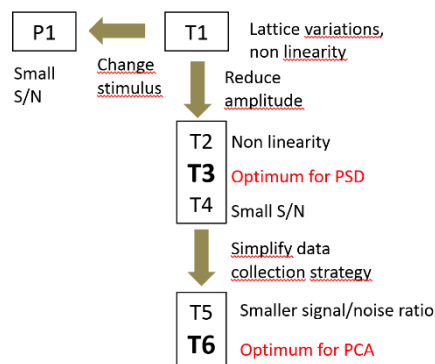 P1
T1
Lattice variations,
non linearity
Small
S/N
Change
stimulus
Reduce
amplitude
T2
Non linearity
T3
Optimum for PSD
T4
Small S/N
Simplify data
collection strategy
T5
Smaller signal/noise ratio
T6
Optimum for PCA